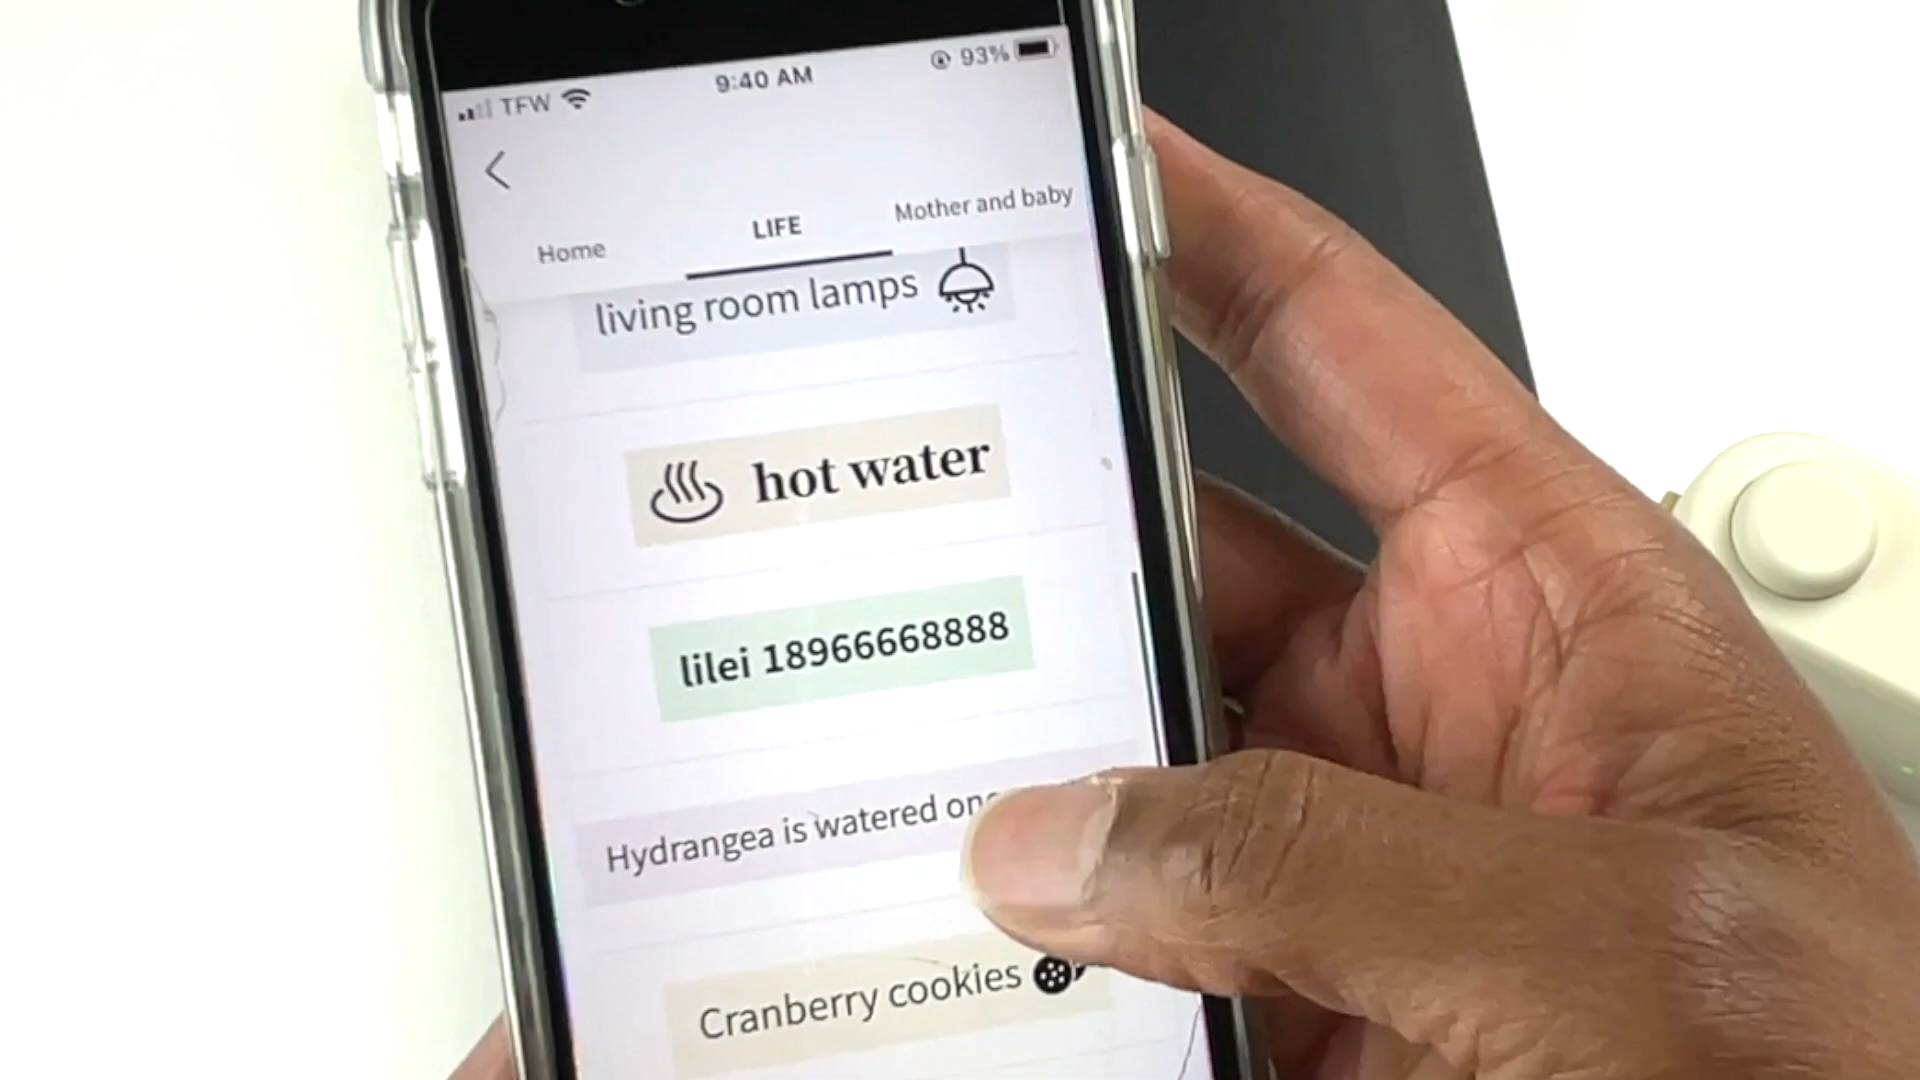 TFW
9:40 AM
93%
Home
LIFE
Mother and baby
living room lamps
hot water
lilei 18966668888
Hydrangea is watered
Cranberry cookies